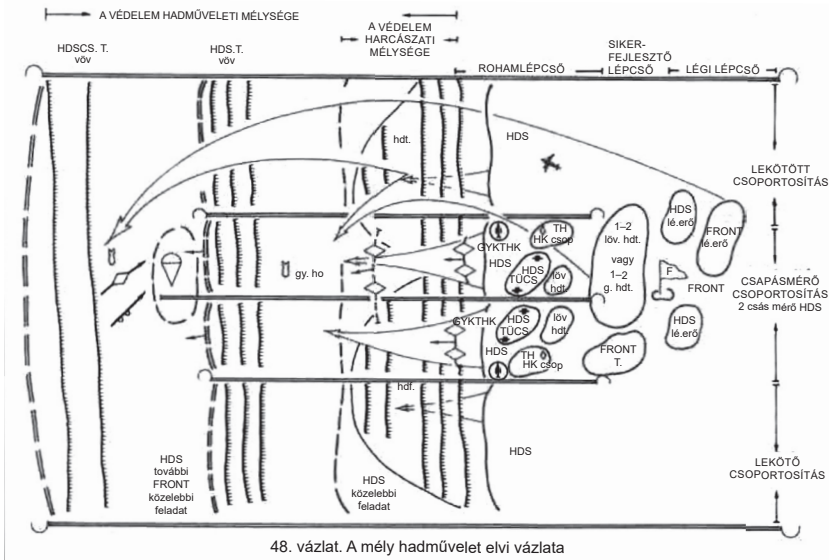 A VÉDELEM HADMŰVELETI MÉLYSÉGE
A VÉDELEM
HARCÁSZATI
MÉLYSÉGE
HDSCS. T.
vöv
HDS.T.
vöv
ROHAMLÉPCSŐ
SIKER-
FEJLESZTŐ
LÉPCSŐ
LÉGI LÉPCSŐ
hdt.
HDS
LEKÖTÖTT
CSOPORTOSÍTÁS
GYKTHK
HDS
TH
HK csop
HDS
TÜCS
löv
hdt.
1–2
löv. hdt.
vagy
1–2
g. hdt.
HDS
lé.erő
FRONT
lé.erő
F
FRONT
gy. ho
CSAPÁSMÉRŐ
CSOPORTOSÍTÁS
2 csás mérő HDS
GYKTHK
HDS
TÜCS
löv
hdt.
HDS
TH
HK csop
FRONT
T.
HDS
lé.erő
hdf.
HDS
HDS
további
FRONT
közelebbi
feladat
HDS
közelebbi
feladat
LEKÖTŐ
CSOPORTOSÍTÁS
48. vázlat. A mély hadművelet elvi vázlata